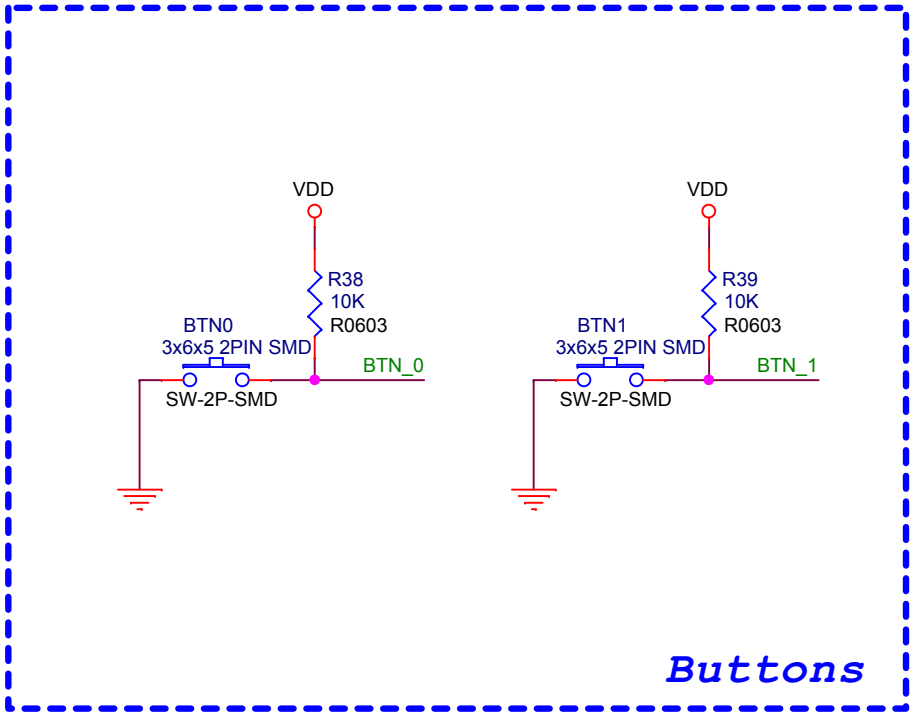 VDD
R38
10K
R0603
BTN0
3x6x5 2PIN SMD
BTN_0
SW-2P-SMD
VDD
R39
10K
R0603
BTN1
3x6x5 2PIN SMD
BTN_1
SW-2P-SMD
Buttons